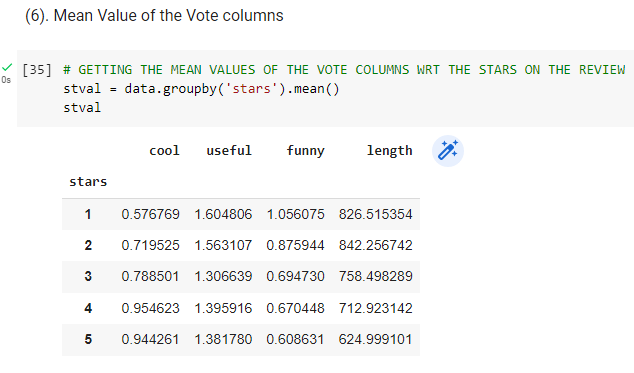 (6). Mean Value of the Vote columns
[35] # GETTING THE MEAN VALUES OF THE VOTE COLUMNS WRT THE STARS ON THE REVIEW
0s stval = data.groupby('stars').mean()
stval
cool useful funny length
stars
1 0.576769 1.604806 1.056075 826.515354
2 0.719525 1.563107 0.875944 842.256742
3 0.788501 1.306639 0.694730 758.498289
4 0.954623 1.395916 0.670448 712.923142
5 0.944261 1.381780 0.608631 624.999101